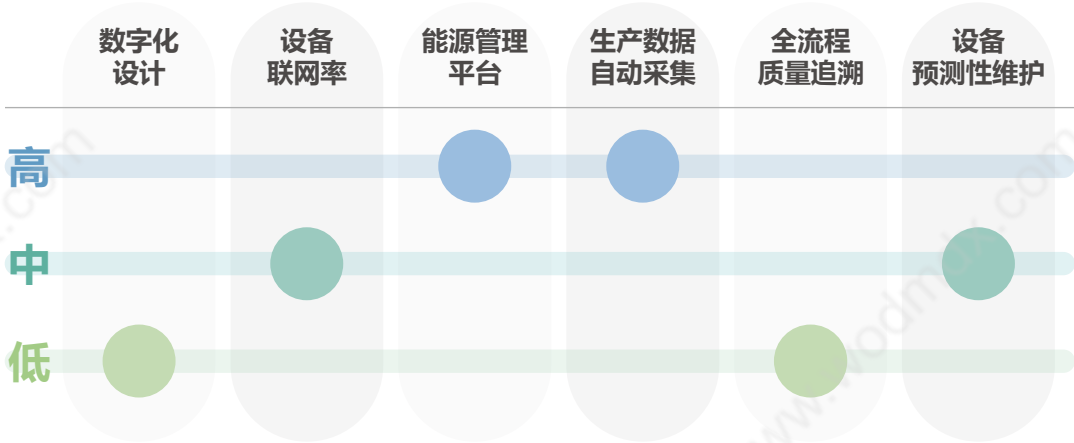 数字化
设计
设备
联网率
能源管理
平台
生产数据
自动采集
全流程
质量追溯
设备
预测性维护
高
中
低